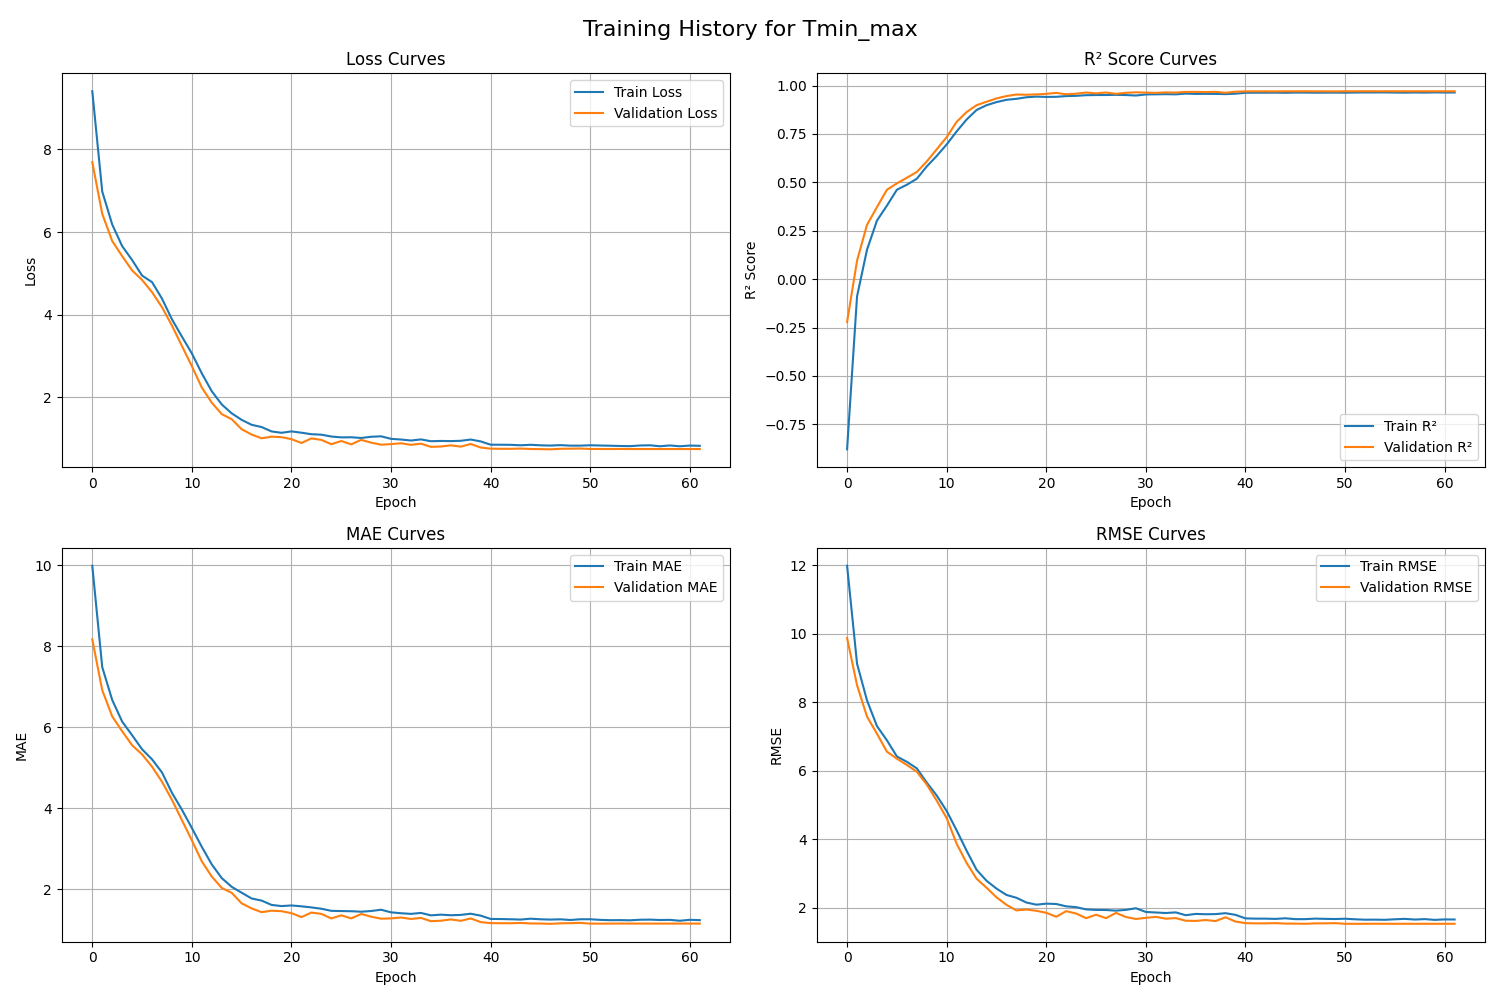 Training History for Tmin_max
Loss Curves
Train Loss
Validation Loss
8
6
4
2
Loss
0 10 20 30 40 50 60
Epoch
R² Score Curves
1.00
0.75
0.50
0.25
0.00
−0.25
−0.50
−0.75
R² Score
Train R²
Validation R²
0 10 20 30 40 50 60
Epoch
MAE Curves
Train MAE
Validation MAE
10
8
6
4
2
MAE
0 10 20 30 40 50 60
Epoch
RMSE Curves
Train RMSE
Validation RMSE
12
10
8
6
4
2
RMSE
0 10 20 30 40 50 60
Epoch